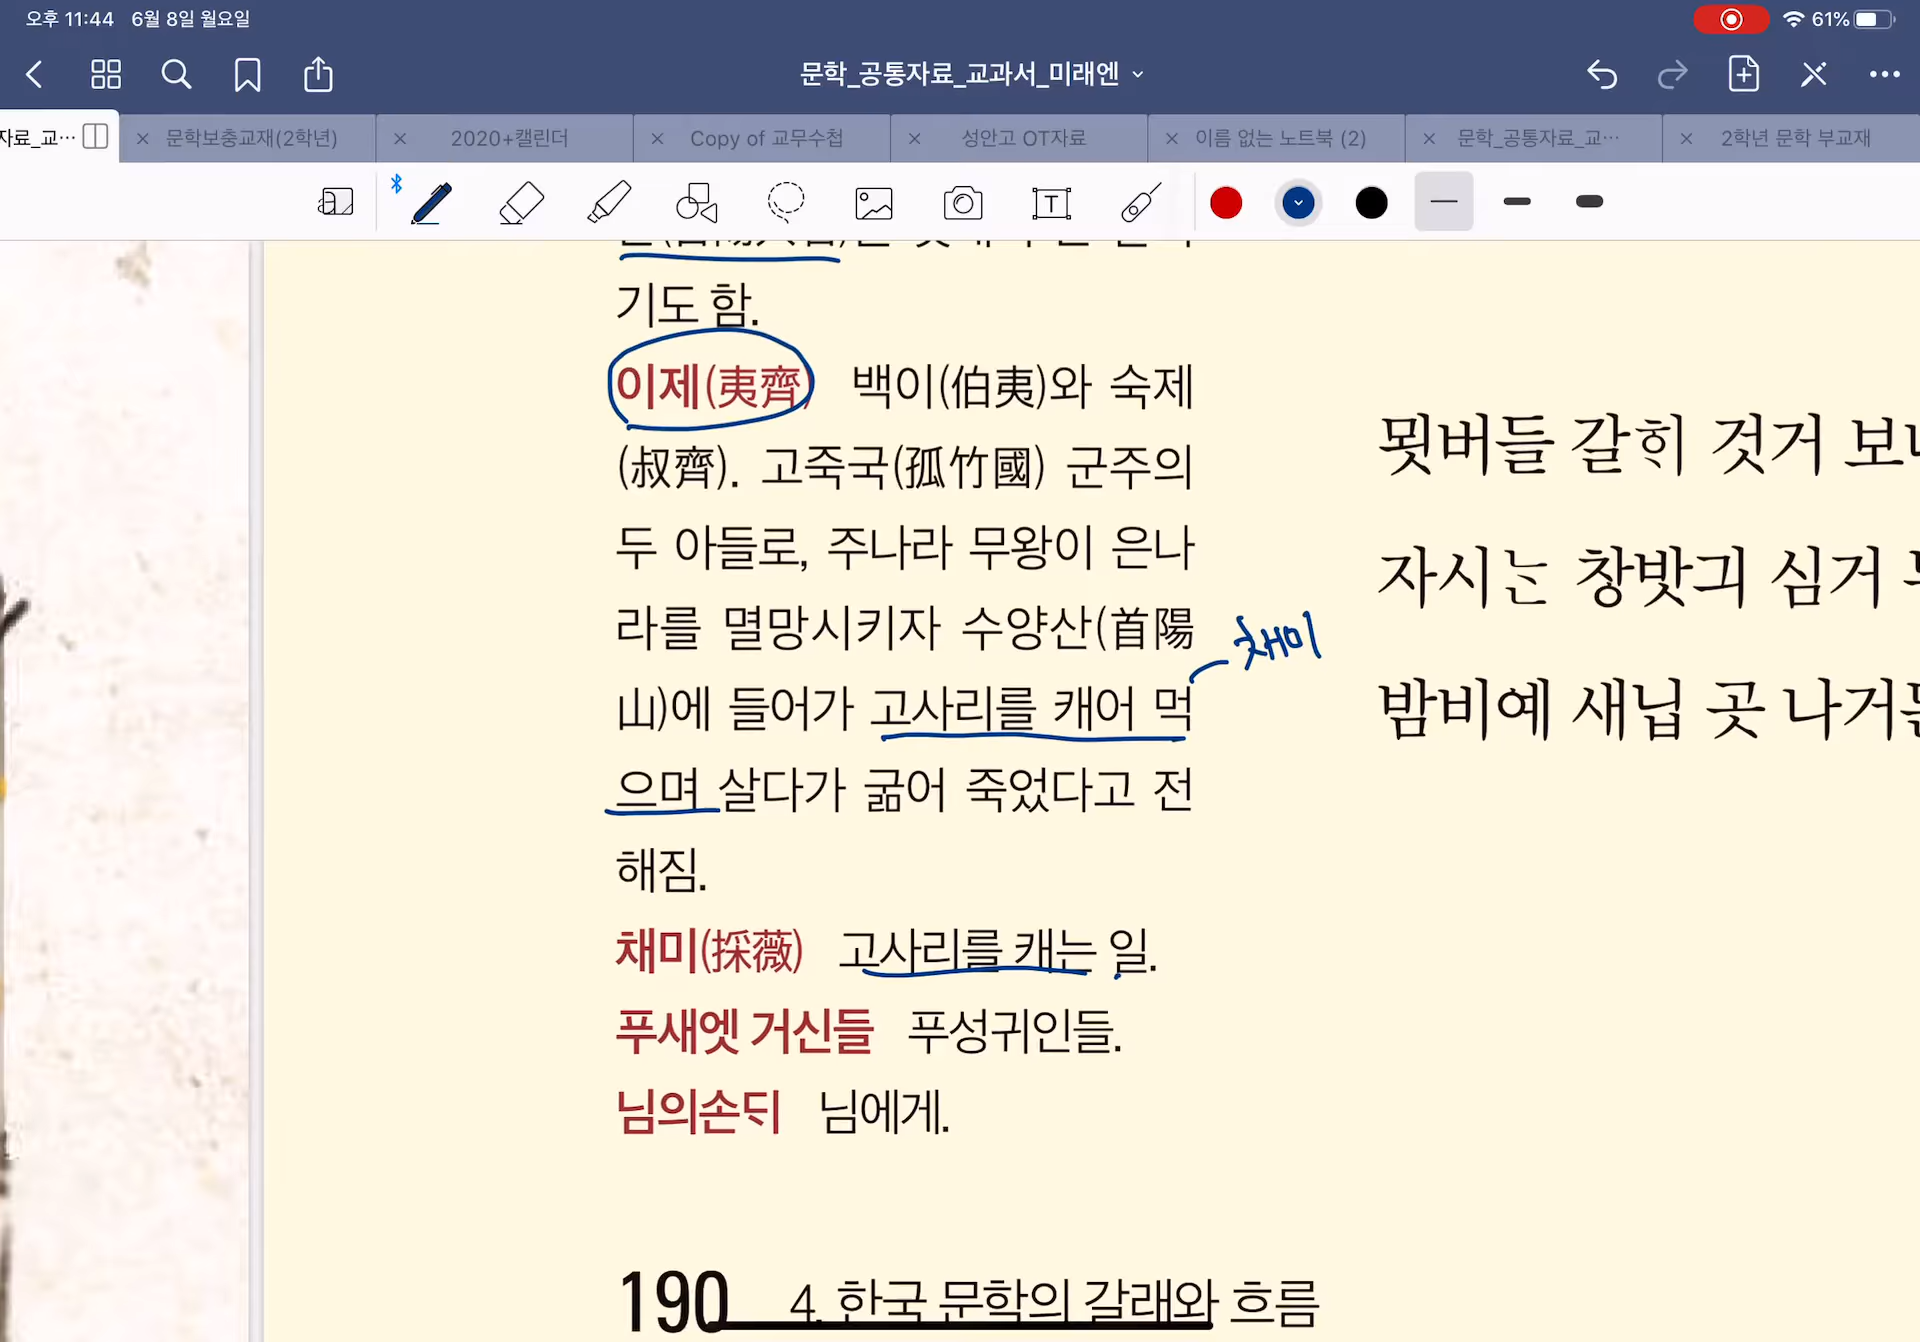 오후 11:44 6월 8일 월요일
61%
문학_공통자료_교과서_미래엔
자료_교…
문학보충교재(2학년)
2020+캘린더
Copy of 교무수첩
성안고 OT자료
이름 없는 노트북 (2)
문학_공통자료_교…
2학년 문학 부교재
기도 함.
이제(夷齊) 백이(伯夷)와 숙제
(叔齊). 고죽국(孤竹國) 군주의
두 아들로, 주나라 무왕이 은나
라를 멸망시키자 수양산(首陽
山)에 들어가 고사리를 캐어 먹
으며 살다가 굶어 죽었다고 전
해짐.
채미
채미(採薇) 고사리를 캐는 일.
푸새엣 거신들 푸성귀인들.
님의손듸 님에게.
묏버들 갈ᄒᆡ 것거 보
자시ᄂᆞᆫ 창밧긔 심거
밤비예 새닙 곳 나거
190 4. 한국 문학의 갈래와 흐름